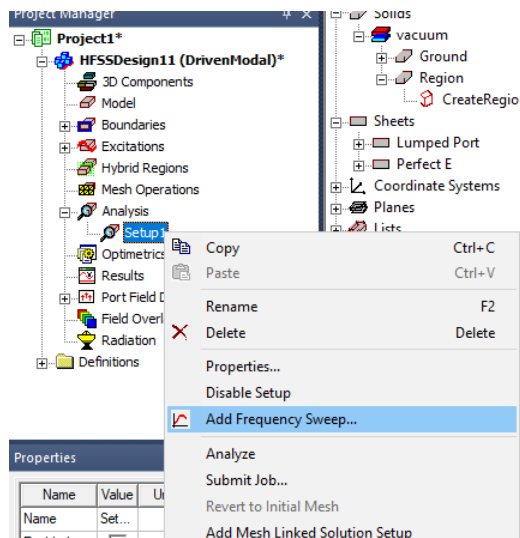 Project Manager
Project1*
HFSSDesign11 (DrivenModal)*
3D Components
Model
Boundaries
Excitations
Hybrid Regions
Mesh Operations
Analysis
Setup1
Optimetrics
Results
Port Field D
Field Overl
Radiation
Definitions
Solids
vacuum
Ground
Region
CreateRegio
Sheets
Lumped Port
Perfect E
Coordinate Systems
Planes
Lists
Copy Ctrl+C
Paste Ctrl+V
Rename F2
Delete Delete
Properties...
Disable Setup
Add Frequency Sweep...
Analyze
Submit Job...
Revert to Initial Mesh
Add Mesh Linked Solution Setup
Properties
Name Value U
Name Set...